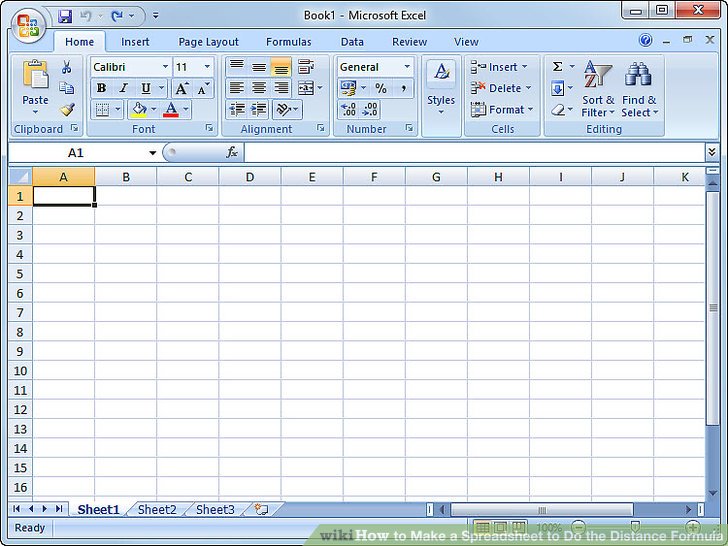 Book1 - Microsoft Excel
Home Insert Page Layout Formulas Data Review View
Calibri 11 General Insert Σ
Paste B I U A A % , Styles Delete Sort & Find &
A .00 .00 Format Filter Select
Clipboard Font Alignment Number Cells Editing
A1 fx
A B C D E F G H I J K
1
2
3
4
5
6
7
8
9
10
11
12
13
14
15
16
Sheet1 Sheet2 Sheet3
Ready 100%
wikiHow to Make a Spreadsheet to Do the Distance Formula